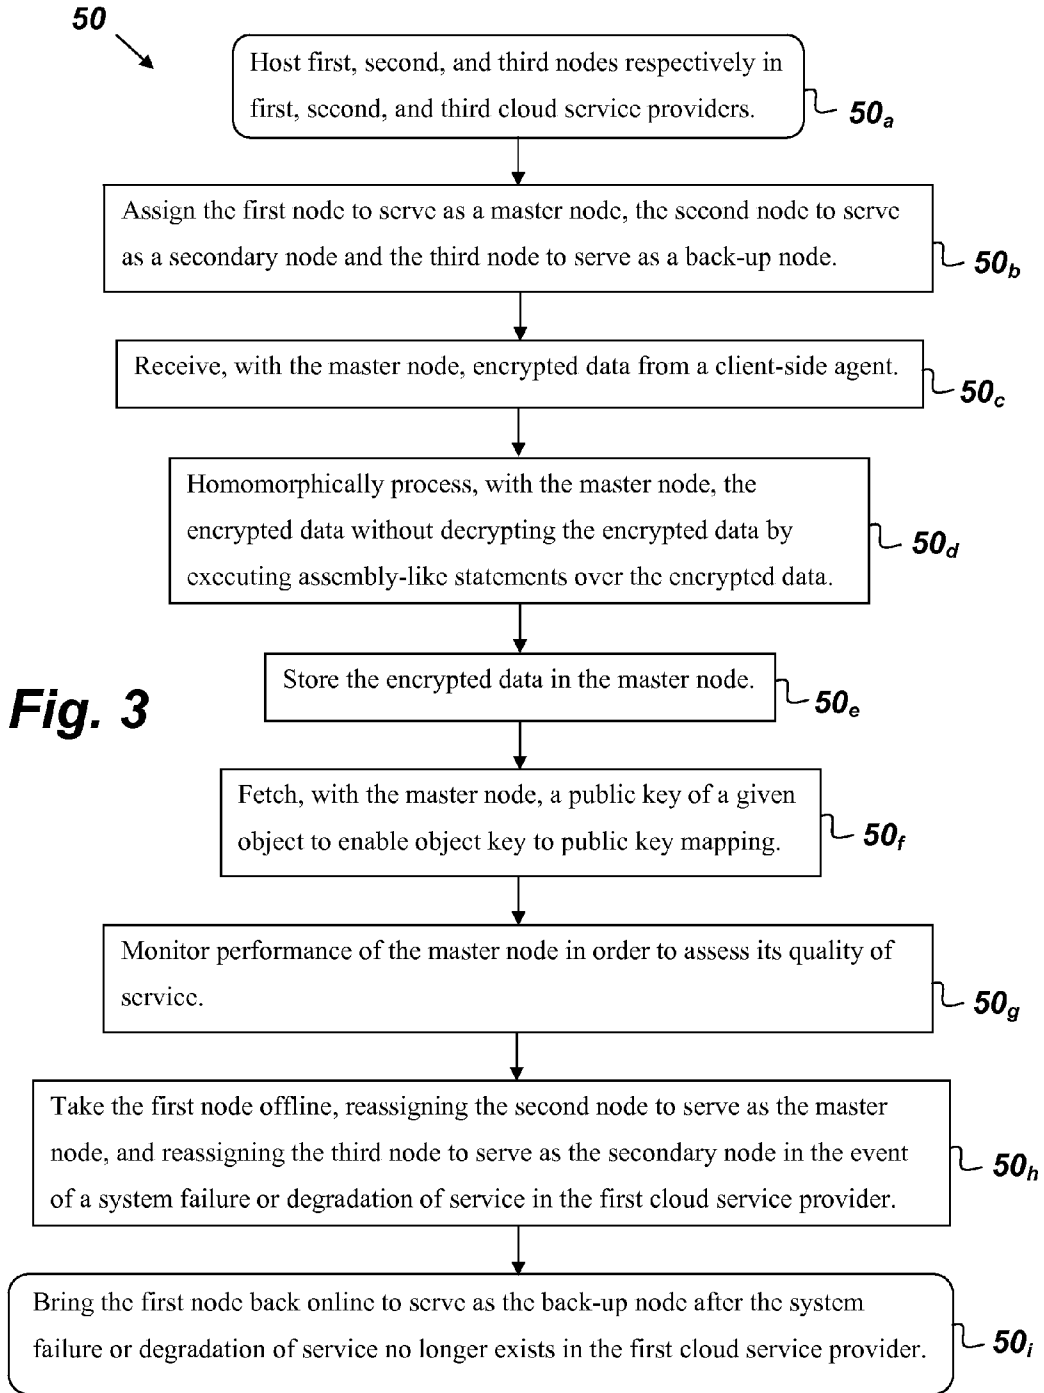 50
Host first, second, and third nodes respectively in
first, second, and third cloud service providers.
50a
Assign the first node to serve as a master node, the second node to serve
as a secondary node and the third node to serve as a back-up node.
50b
Receive, with the master node, encrypted data from a client-side agent.
50c
Homomorphically process, with the master node, the
encrypted data without decrypting the encrypted data by
executing assembly-like statements over the encrypted data.
50d
Store the encrypted data in the master node.
50e
Fig. 3
Fetch, with the master node, a public key of a given
object to enable object key to public key mapping.
50f
Monitor performance of the master node in order to assess its quality of
service.
50g
Take the first node offline, reassigning the second node to serve as the master
node, and reassigning the third node to serve as the secondary node in the event
of a system failure or degradation of service in the first cloud service provider.
50h
Bring the first node back online to serve as the back-up node after the system
failure or degradation of service no longer exists in the first cloud service provider.
50i